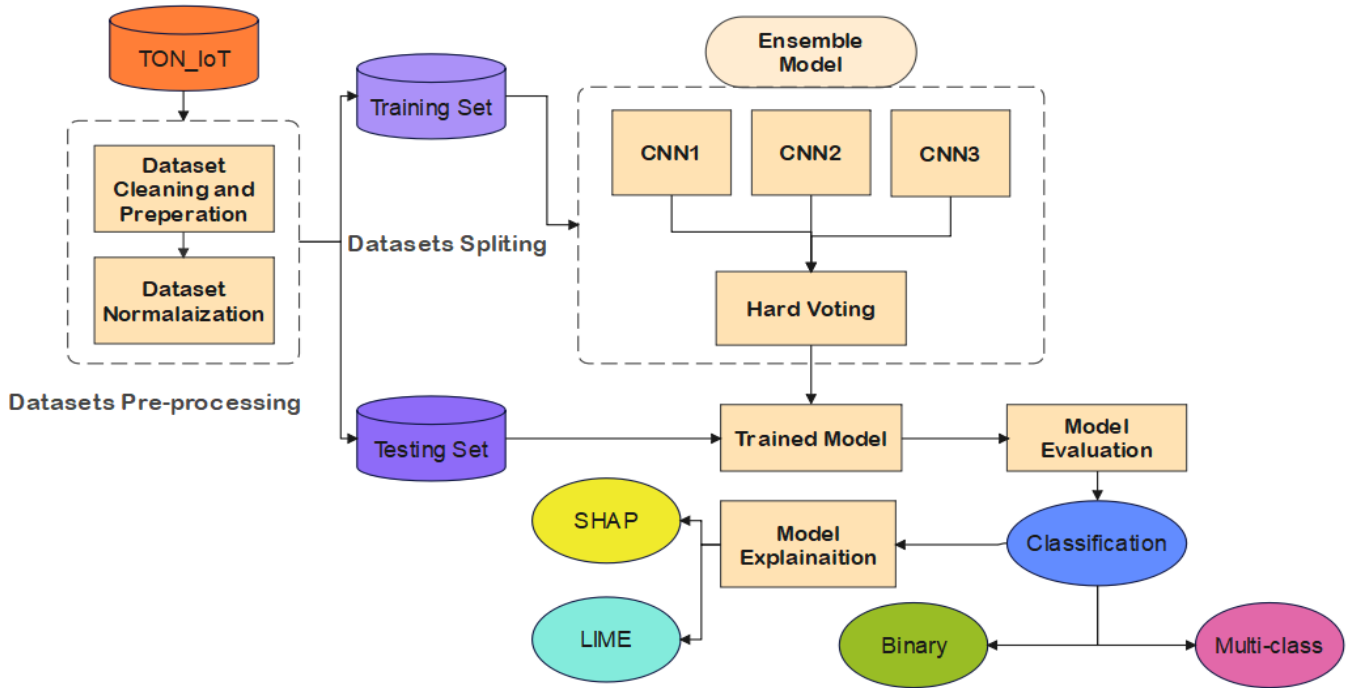 TON_IoT
Dataset
Cleaning and
Preperation
Dataset
Normalaization
Datasets Pre-processing
Training Set
Datasets Spliting
Testing Set
Ensemble
Model
CNN1
CNN2
CNN3
Hard Voting
Trained Model
Model
Evaluation
Classification
Model
Explaination
SHAP
LIME
Binary
Multi-class